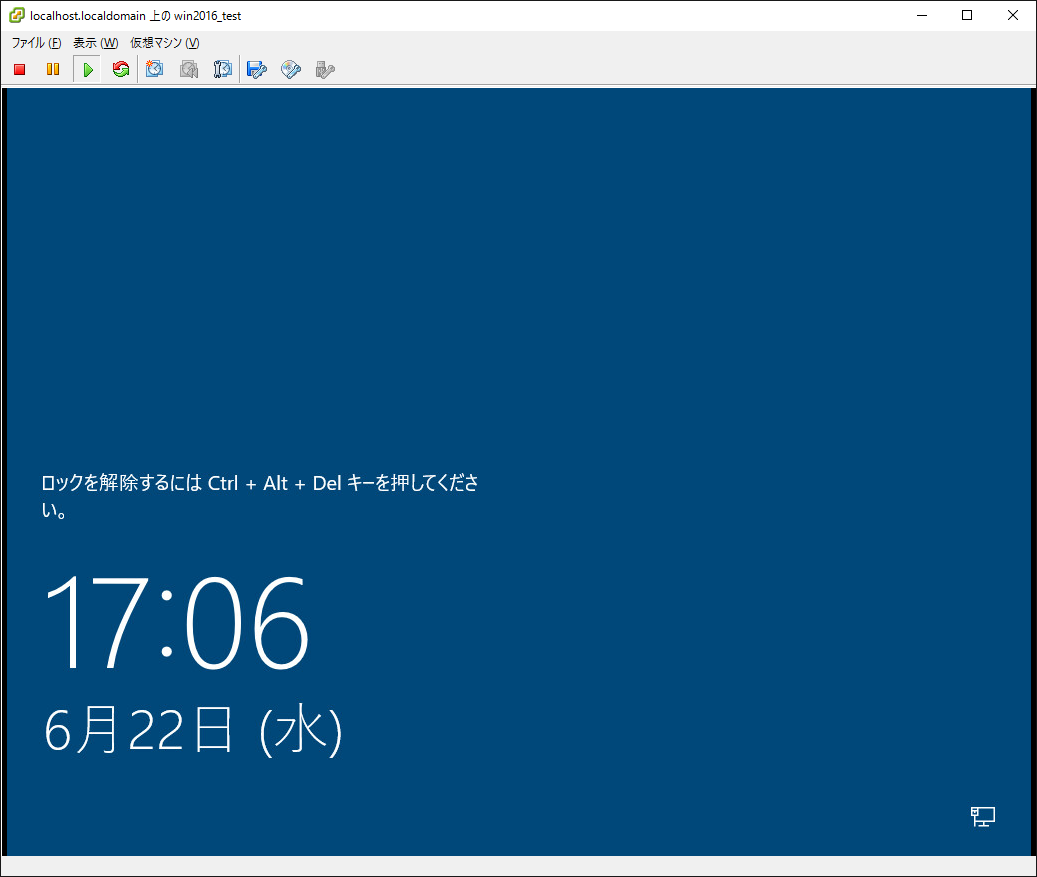 localhost.localdomain 上の win2016_test
ファイル (F) 表示 (W) 仮想マシン (V)
ロックを解除するには Ctrl + Alt + Del キーを押してくださ
い。
17:06
6月22日 (水)